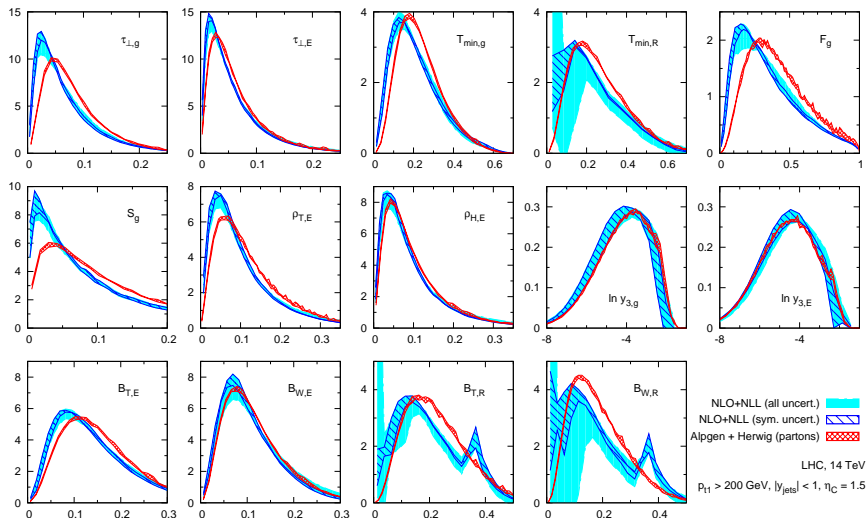 τ⊥,g
15
10
5
0
0 0.1 0.2
τ⊥,E
15
10
5
0
0 0.1 0.2 0.3
Tmin,g
4
3
2
1
0
0 0.2 0.4 0.6
Tmin,R
4
3
2
1
0
0 0.2 0.4 0.6
Fg
2
1
0
0 0.5 1
Sg
10
8
6
4
2
0
0 0.1 0.2
ρT,E
8
6
4
2
0
0 0.1 0.2 0.3
ρH,E
8
6
4
2
0
0 0.1 0.2 0.3
ln y3,g
0.3
0.2
0.1
0
-8 -4
ln y3,E
0.3
0.2
0.1
0
-8 -4
BT,E
8
6
4
2
0
0 0.1 0.2 0.3
BW,E
8
6
4
2
0
0 0.1 0.2 0.3
BT,R
5
4
3
2
1
0
0 0.2 0.4
BW,R
4
2
0
0 0.2 0.4
NLO+NLL (all uncert.)
NLO+NLL (sym. uncert.)
Alpgen + Herwig (partons)
LHC, 14 TeV
pt1 > 200 GeV, |yjets| < 1, ηC = 1.5